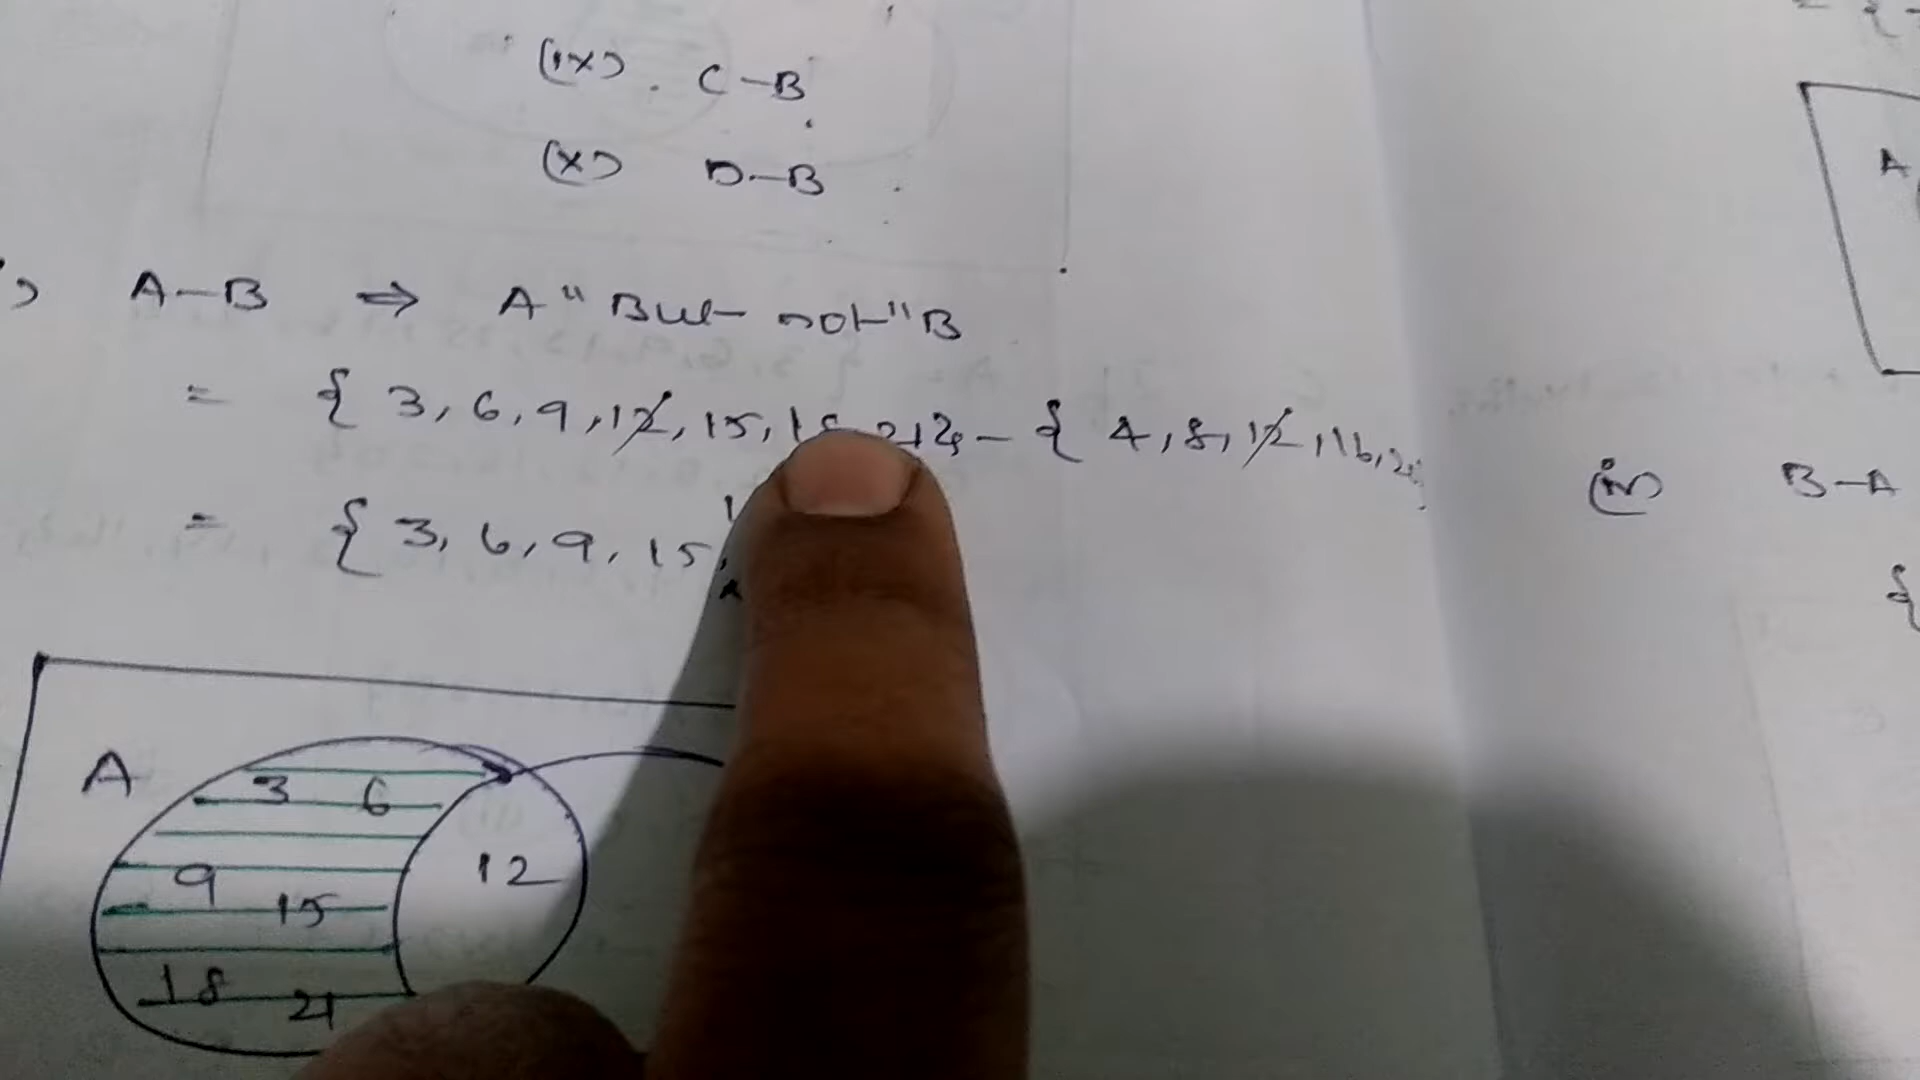 (ix). C-B
(x) D-B
A-B ⇒ A "But not" B
= { 3, 6, 9, 12, 15, 18, 21} - { 4, 8, 12, 16, 20
= { 3, 6, 9, 15,
A
3 6
9
15
12
18 21
A
(iv) B-A
{